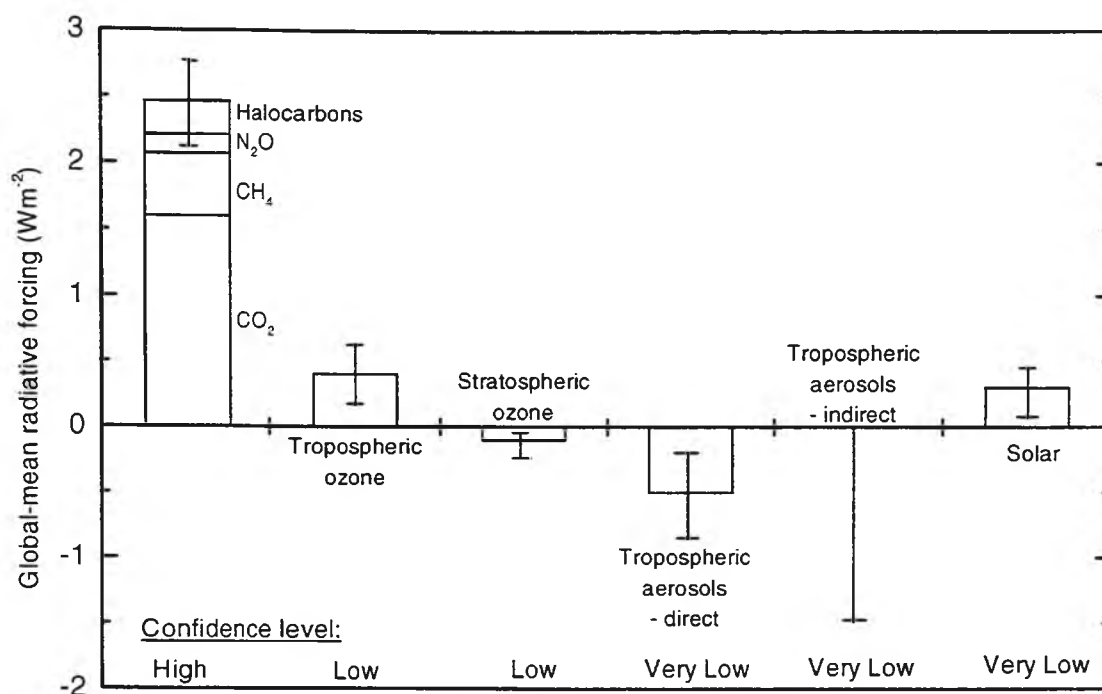 Global-mean radiative forcing (Wm⁻²)
3
2
1
0
-1
-2
Halocarbons
N₂O
CH₄
CO₂
Tropospheric
ozone
Stratospheric
ozone
Tropospheric
aerosols
- direct
Tropospheric
aerosols
- indirect
Solar
Confidence level:
High Low Low Very Low Very Low Very Low